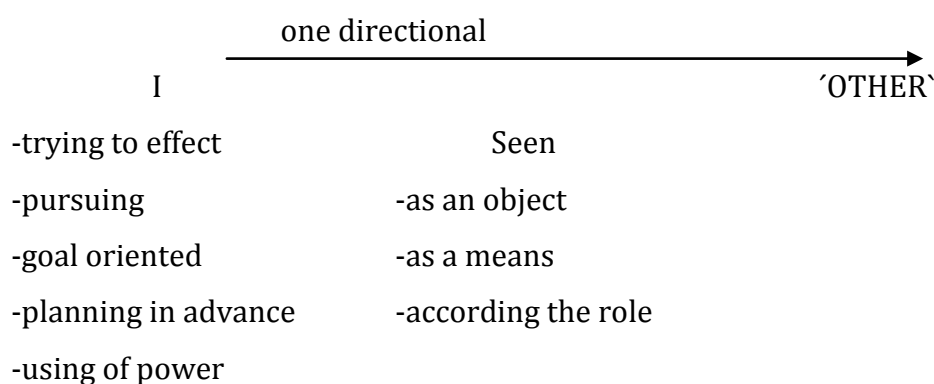 one directional
I ´OTHER`
-trying to effect Seen
-pursuing -as an object
-goal oriented -as a means
-planning in advance -according the role
-using of power